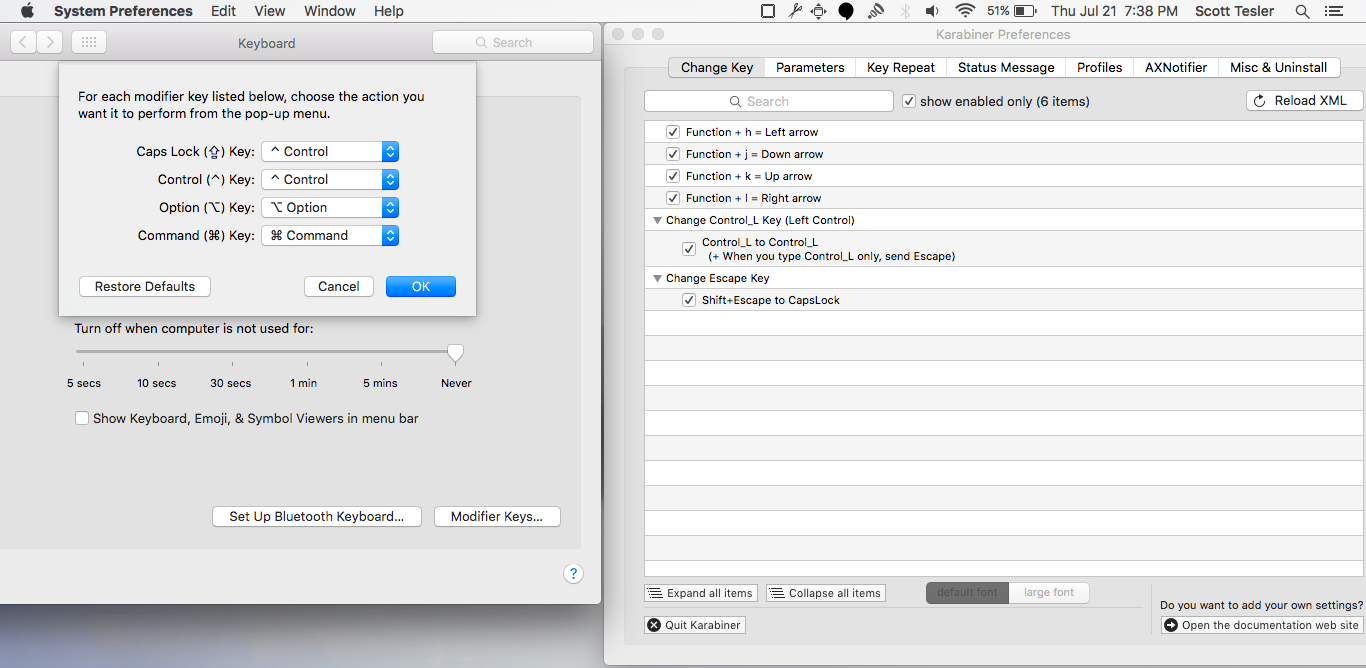 System Preferences Edit View Window Help 51% Thu Jul 21 7:38 PM Scott Tesler
Keyboard
Search
For each modifier key listed below, choose the action you
want it to perform from the pop-up menu.
Caps Lock (⇪) Key: ^ Control
Control (^) Key: ^ Control
Option (⌥) Key: ⌥ Option
Command (⌘) Key: ⌘ Command
Restore Defaults Cancel OK
Turn off when computer is not used for:
5 secs 10 secs 30 secs 1 min 5 mins Never
Show Keyboard, Emoji, & Symbol Viewers in menu bar
Set Up Bluetooth Keyboard... Modifier Keys...
?
Karabiner Preferences
Change Key Parameters Key Repeat Status Message Profiles AXNotifier Misc & Uninstall
Search show enabled only (6 items) Reload XML
Function + h = Left arrow
Function + j = Down arrow
Function + k = Up arrow
Function + l = Right arrow
Change Control_L Key (Left Control)
Control_L to Control_L
(+ When you type Control_L only, send Escape)
Change Escape Key
Shift+Escape to CapsLock
Expand all items Collapse all items default font large font
Do you want to add your own settings?
Quit Karabiner Open the documentation web site